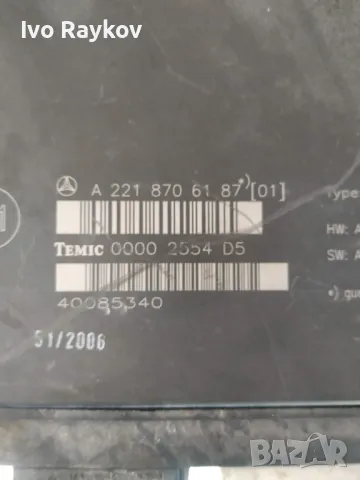 Ivo Raykov
A 221 870 61 87 *) [01]
Type:
TEMIC 0000 2554 D5
HW: A
SW: A
40085340
*) gu
51/2006
BAZAR
bg